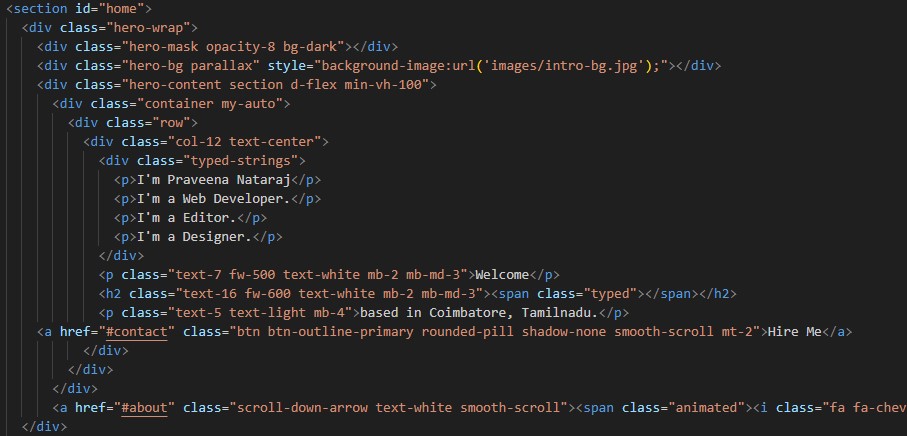 <section id="home">
<div class="hero-wrap">
<div class="hero-mask opacity-8 bg-dark"></div>
<div class="hero-bg parallax" style="background-image:url('images/intro-bg.jpg');"></div>
<div class="hero-content section d-flex min-vh-100">
<div class="container my-auto">
<div class="row">
<div class="col-12 text-center">
<div class="typed-strings">
<p>I'm Praveena Nataraj</p>
<p>I'm a Web Developer.</p>
<p>I'm a Editor.</p>
<p>I'm a Designer.</p>
</div>
<p class="text-7 fw-500 text-white mb-2 mb-md-3">Welcome</p>
<h2 class="text-16 fw-600 text-white mb-2 mb-md-3"><span class="typed"></span></h2>
<p class="text-5 text-light mb-4">based in Coimbatore, Tamilnadu.</p>
<a href="#contact" class="btn btn-outline-primary rounded-pill shadow-none smooth-scroll mt-2">Hire Me</a>
</div>
</div>
</div>
<a href="#about" class="scroll-down-arrow text-white smooth-scroll"><span class="animated"><i class="fa fa-chev
</div>